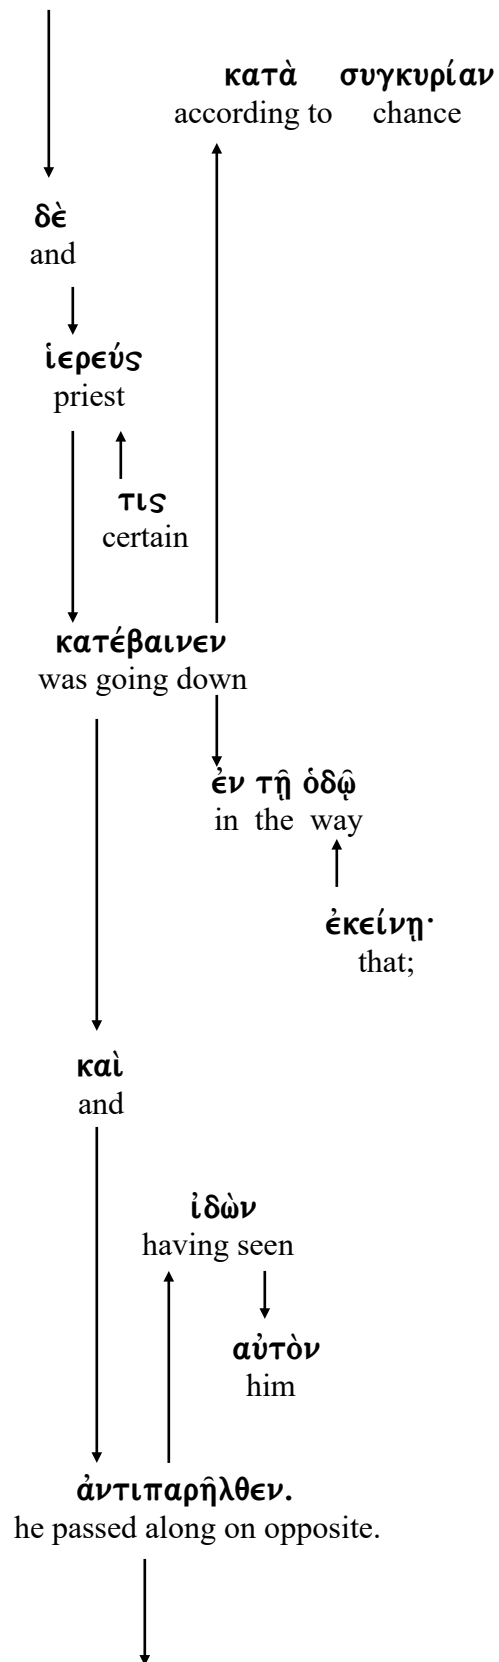 κατὰ συγκυρίαν
according to chance
δὲ
and
ἱερεύς
priest
τις
certain
κατέβαινεν
was going down
ἐν τῇ ὁδῷ
in the way
ἐκείνῃ·
that;
καὶ
and
ἰδὼν
having seen
αὐτὸν
him
ἀντιπαρῆλθεν.
he passed along on opposite.